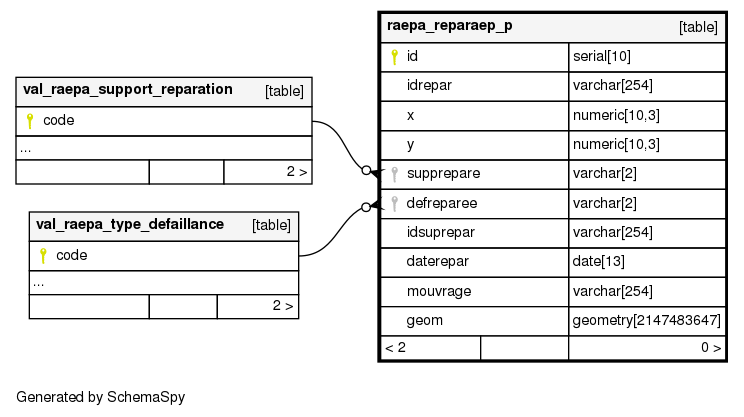 val_raepa_support_reparation [table]
code
...
2 >
val_raepa_type_defaillance [table]
code
...
2 >
raepa_reparaep_p [table]
id serial[10]
idrepar varchar[254]
x numeric[10,3]
y numeric[10,3]
supprepare varchar[2]
defreparee varchar[2]
idsuprepar varchar[254]
daterepar date[13]
mouvrage varchar[254]
geom geometry[2147483647]
< 2 0 >
Generated by SchemaSpy